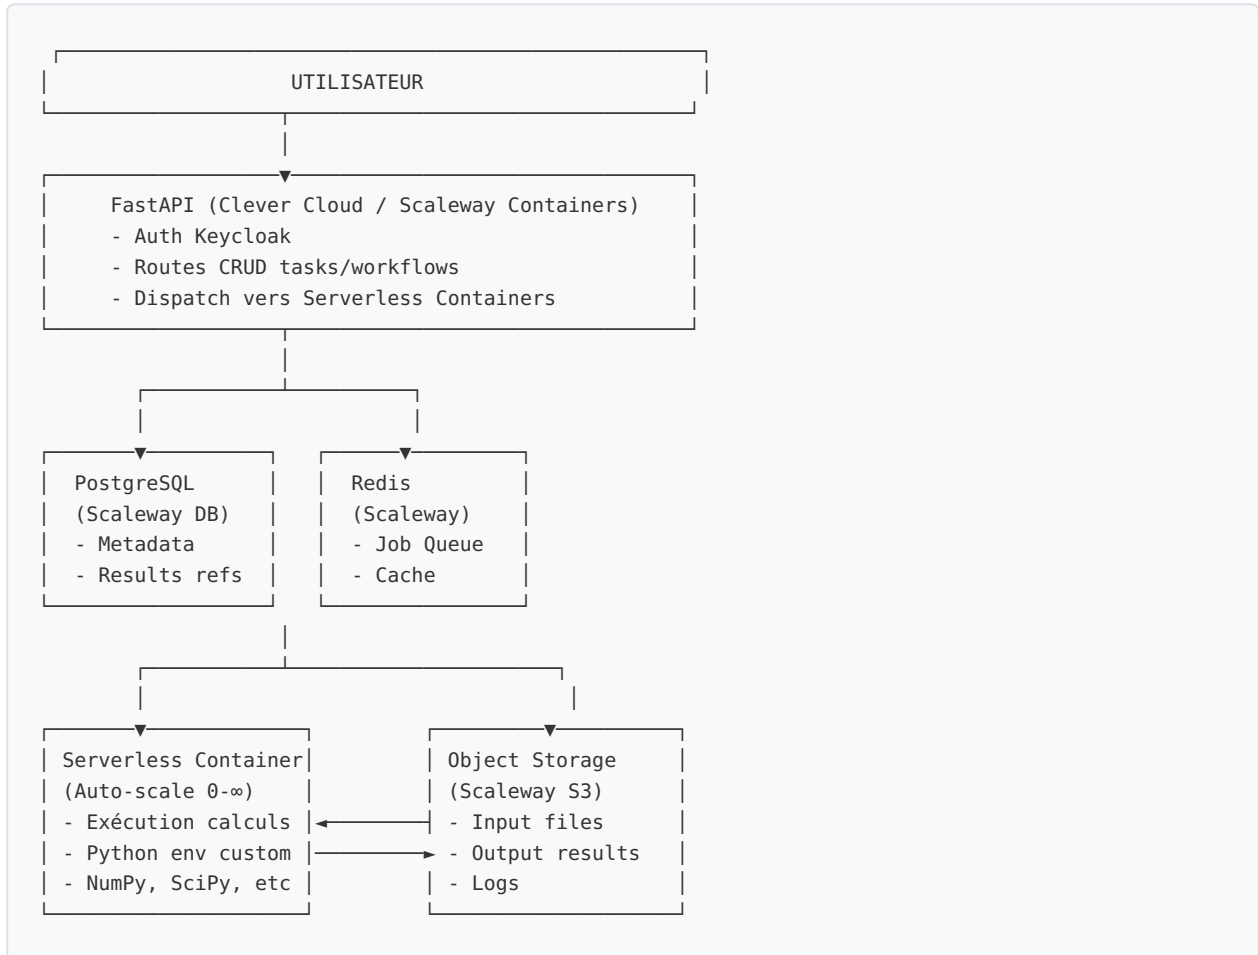 UTILISATEUR
FastAPI (Clever Cloud / Scaleway Containers)
- Auth Keycloak
- Routes CRUD tasks/workflows
- Dispatch vers Serverless Containers
PostgreSQL
(Scaleway DB)
- Metadata
- Results refs
Redis
(Scaleway)
- Job Queue
- Cache
Serverless Container
(Auto-scale 0-∞)
- Exécution calculs
- Python env custom
- NumPy, SciPy, etc
Object Storage
(Scaleway S3)
- Input files
- Output results
- Logs